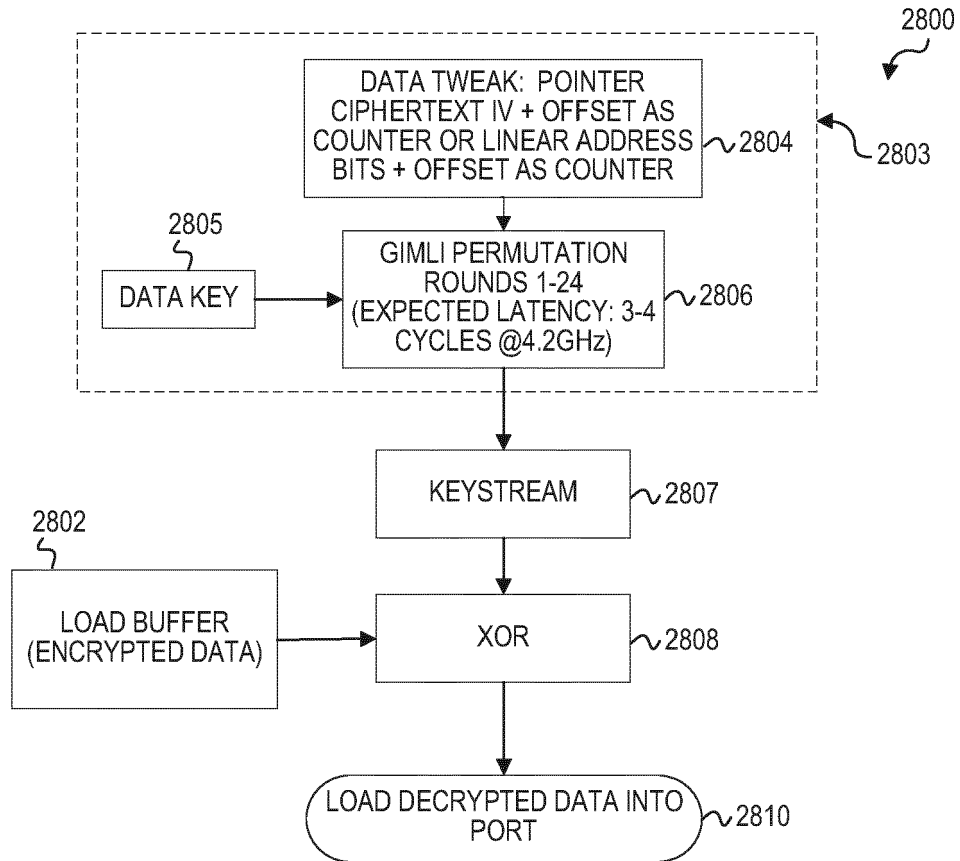 2800
DATA TWEAK: POINTER
CIPHERTEXT IV + OFFSET AS
COUNTER OR LINEAR ADDRESS
BITS + OFFSET AS COUNTER
2804
2803
2805
DATA KEY
GIMLI PERMUTATION
ROUNDS 1-24
(EXPECTED LATENCY: 3-4
CYCLES @4.2GHz)
2806
KEYSTREAM
2807
2802
LOAD BUFFER
(ENCRYPTED DATA)
XOR
2808
LOAD DECRYPTED DATA INTO
PORT
2810